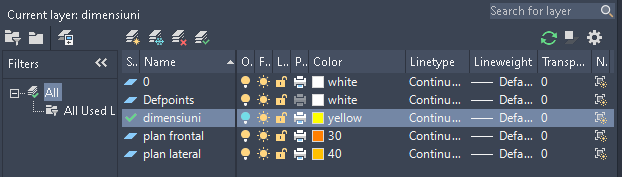 Current layer: dimensiuni
Search for layer
Filters
S.. Name O. F.. L.. P.. Color Linetype Lineweight Transp... N.
All
All Used L
0 white Continu... Defa... 0
Defpoints white Continu... Defa... 0
dimensiuni yellow Continu... Defa... 0
plan frontal 30 Continu... Defa... 0
plan lateral 40 Continu... Defa... 0